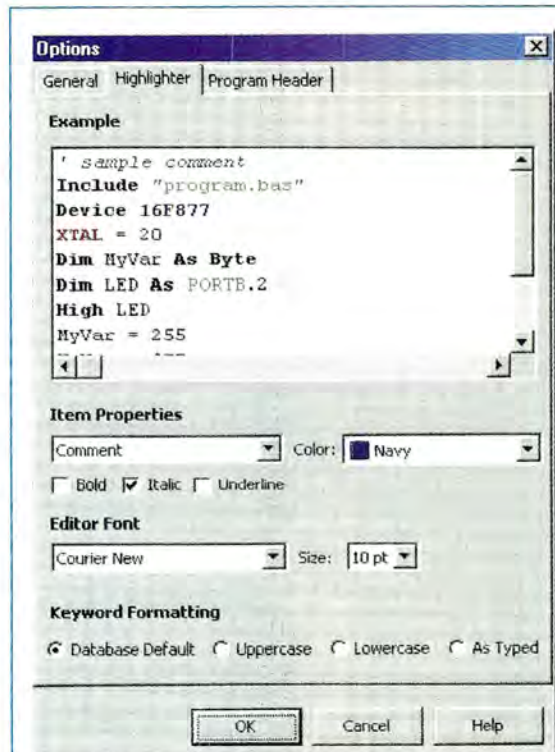 Options
General Highlighter Program Header
Example
' sample comment
Include "program.bas"
Device 16F877
XTAL = 20
Dim MyVar As Byte
Dim LED As PORTB.2
High LED
MyVar = 255
Item Properties
Comment Color: Navy
Bold Italic Underline
Editor Font
Courier New Size: 10 pt
Keyword Formatting
Database Default Uppercase Lowercase As Typed
OK Cancel Help